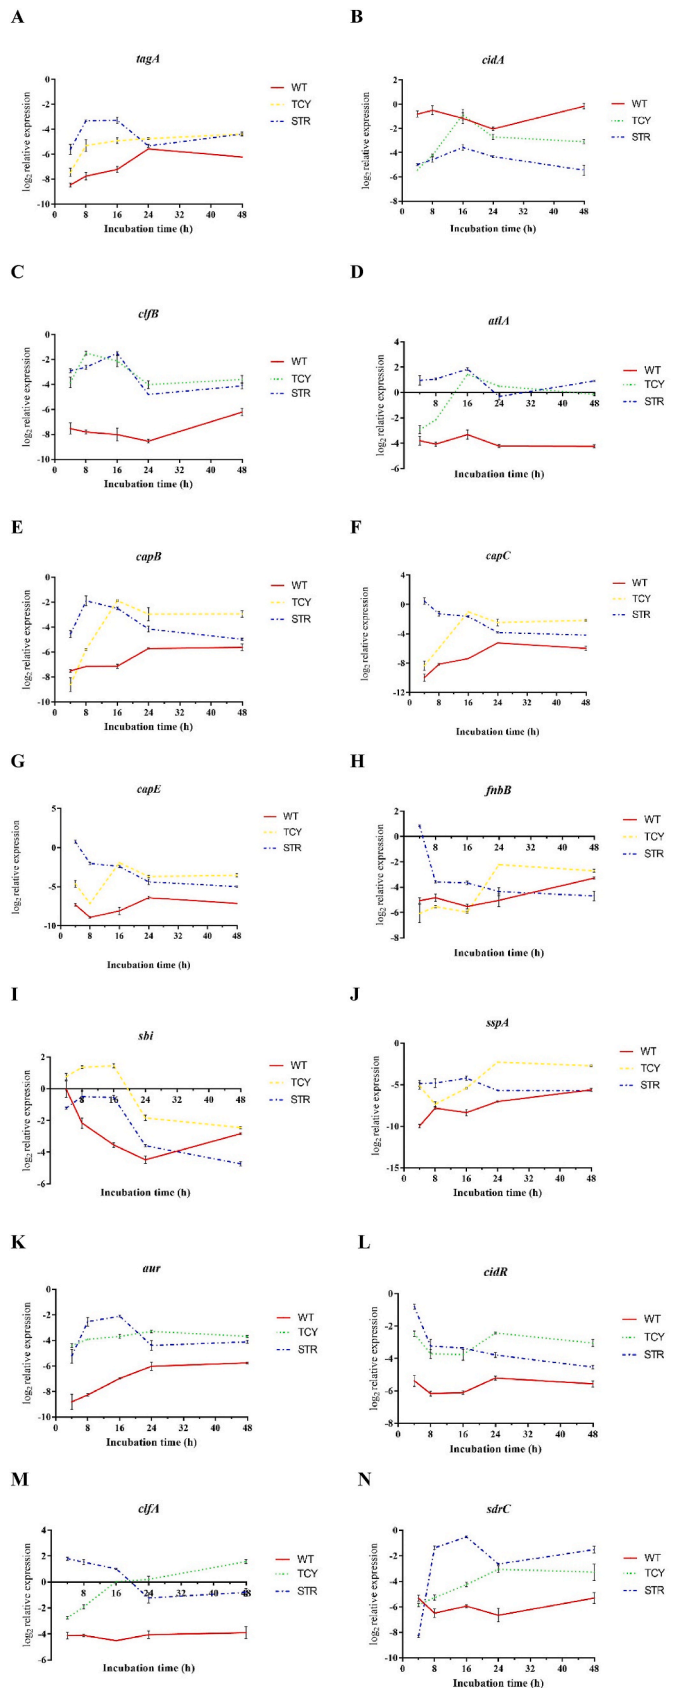 A
tagA
log2 relative expression
0
-2
-4
-6
-8
-10
0 8 16 24 32 40 48
Incubation time (h)
WT
TCY
STR
B
cidA
log2 relative expression
2
0
-2
-4
-6
-8
0 8 16 24 32 40 48
Incubation time (h)
WT
TCY
STR
C
clfB
log2 relative expression
0
-2
-4
-6
-8
-10
0 8 16 24 32 40 48
Incubation time (h)
WT
TCY
STR
D
atlA
log2 relative expression
4
2
0
-2
-4
-6
8 16 24 32 40 48
Incubation time (h)
WT
TCY
STR
E
capB
log2 relative expression
0
-2
-4
-6
-8
-10
0 8 16 24 32 40 48
Incubation time (h)
WT
TCY
STR
F
capC
log2 relative expression
4
0
-4
-8
-12
0 8 16 24 32 40 48
Incubation time (h)
WT
TCY
STR
G
capE
log2 relative expression
5
0
-5
-10
0 8 16 24 32 40 48
Incubation time (h)
WT
TCY
STR
H
fnbB
log2 relative expression
2
0
-2
-4
-6
-8
8 16 24 32 40 48
Incubation time (h)
WT
TCY
STR
I
sbi
log2 relative expression
2
0
-2
-4
-6
8 16 24 32 40 48
Incubation time (h)
WT
TCY
STR
J
sspA
log2 relative expression
0
-5
-10
-15
0 8 16 24 32 40 48
Incubation time (h)
WT
TCY
STR
K
aur
log2 relative expression
0
-2
-4
-6
-8
-10
0 8 16 24 32 40 48
Incubation time (h)
WT
TCY
STR
L
cidR
log2 relative expression
0
-2
-4
-6
-8
0 8 16 24 32 40 48
Incubation time (h)
WT
TCY
STR
M
clfA
log2 relative expression
4
2
0
-2
-4
-6
8 16 24 32 40 48
Incubation time (h)
WT
TCY
STR
N
sdrC
log2 relative expression
0
-2
-4
-6
-8
-10
0 8 16 24 32 40 48
Incubation time (h)
WT
TCY
STR